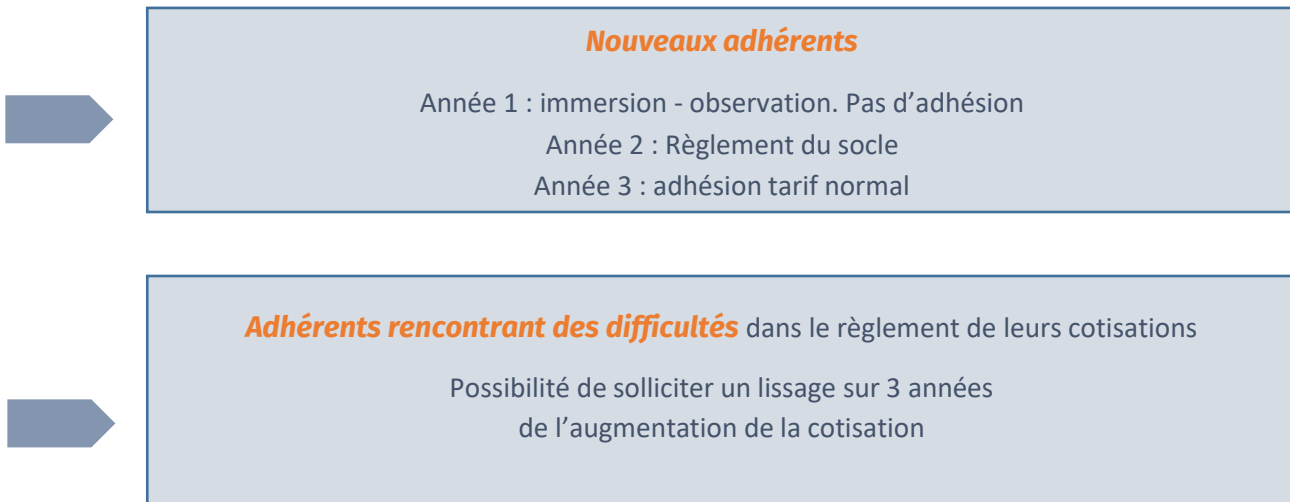 Nouveaux adhérents
Année 1 : immersion - observation. Pas d’adhésion
Année 2 : Règlement du socle
Année 3 : adhésion tarif normal
Adhérents rencontrant des difficultés dans le règlement de leurs cotisations
Possibilité de solliciter un lissage sur 3 années
de l’augmentation de la cotisation